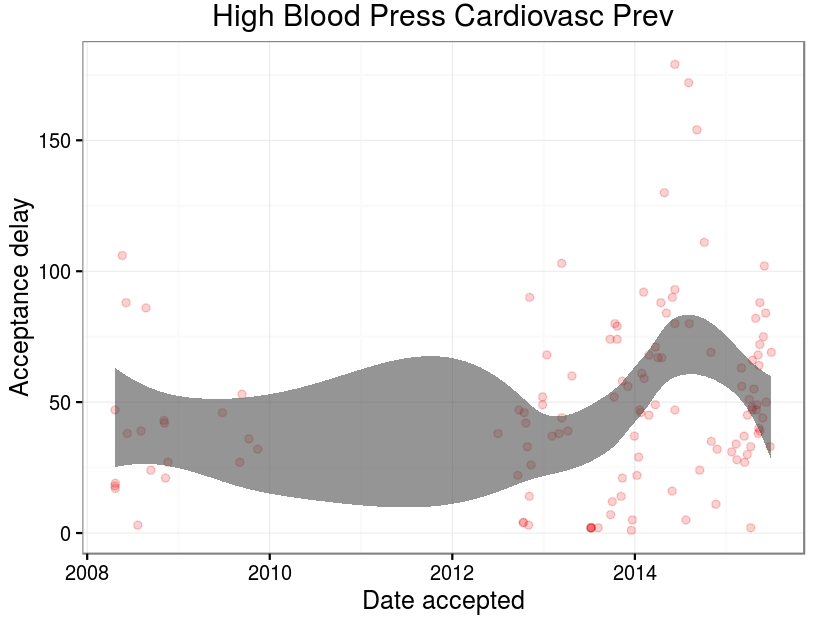 High Blood Press Cardiovasc Prev
Acceptance delay
150
100
50
0
2008 2010 2012 2014
Date accepted